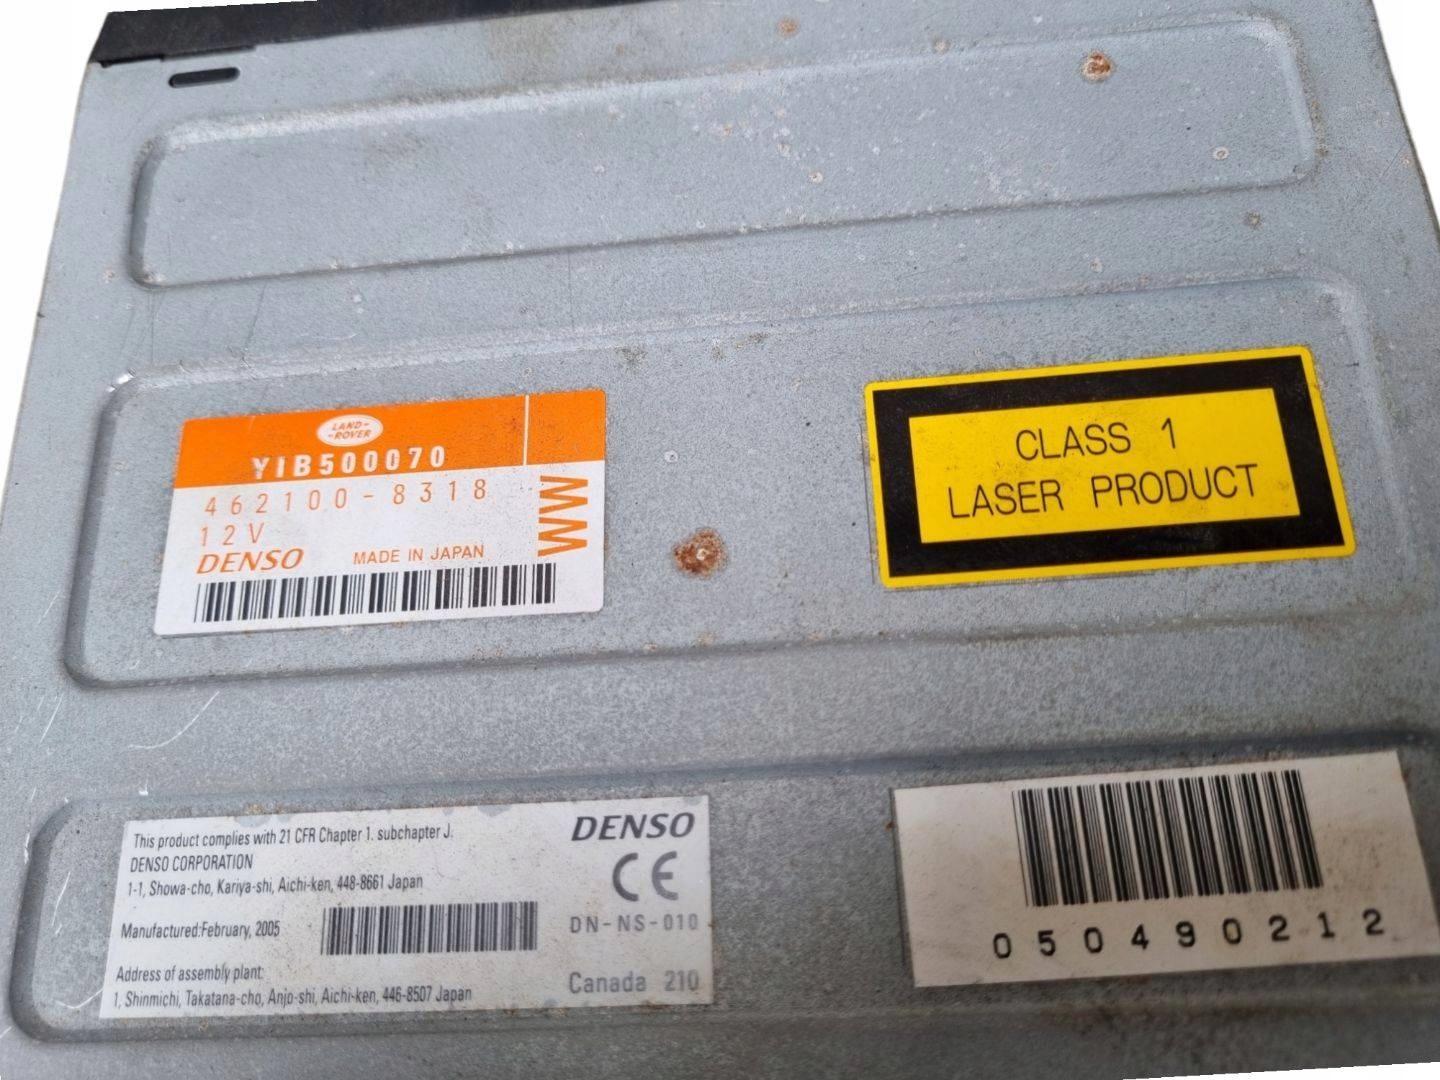 LAND-
-ROVER
YIB500070
462100-8318
12V
WW
DENSO MADE IN JAPAN
CLASS 1
LASER PRODUCT
This product complies with 21 CFR Chapter 1. subchapter J.
DENSO CORPORATION
1-1, Showa-cho, Kariya-shi, Aichi-ken, 448-8661 Japan
Manufactured:February, 2005
Address of assembly plant:
1, Shinmichi, Takatana-cho, Anjo-shi, Aichi-ken, 446-8507 Japan
DENSO
CE
DN-NS-010
Canada 210
050490212